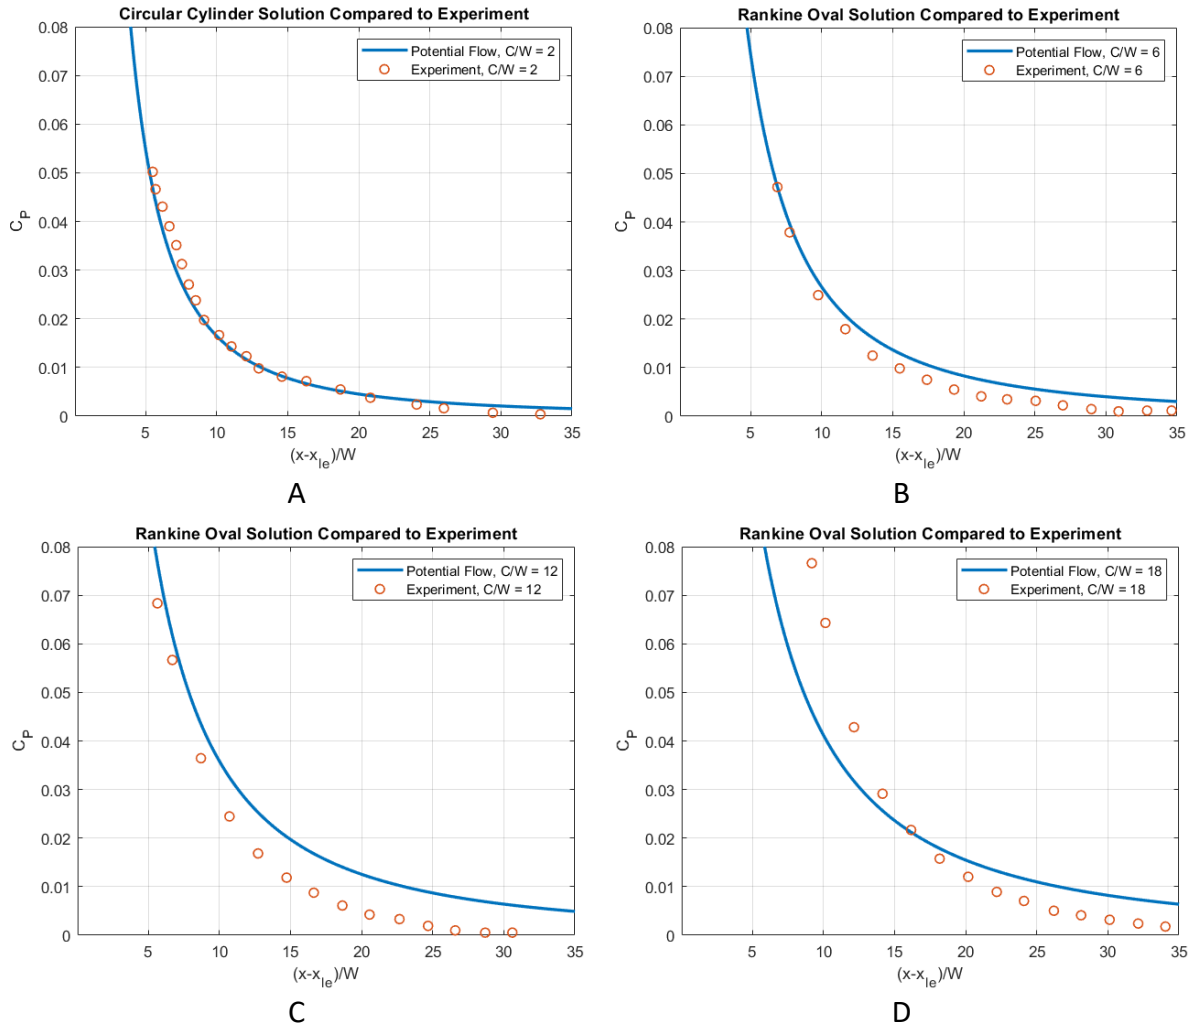 Circular Cylinder Solution Compared to Experiment
0.08
0.07
0.06
0.05
0.04
0.03
0.02
0.01
0
C_P
Potential Flow, C/W = 2
Experiment, C/W = 2
5 10 15 20 25 30 35
(x-x_le)/W
A
Rankine Oval Solution Compared to Experiment
0.08
0.07
0.06
0.05
0.04
0.03
0.02
0.01
0
C_P
Potential Flow, C/W = 6
Experiment, C/W = 6
5 10 15 20 25 30 35
(x-x_le)/W
B
Rankine Oval Solution Compared to Experiment
0.08
0.07
0.06
0.05
0.04
0.03
0.02
0.01
0
C_P
Potential Flow, C/W = 12
Experiment, C/W = 12
5 10 15 20 25 30 35
(x-x_le)/W
C
Rankine Oval Solution Compared to Experiment
0.08
0.07
0.06
0.05
0.04
0.03
0.02
0.01
0
C_P
Potential Flow, C/W = 18
Experiment, C/W = 18
5 10 15 20 25 30 35
(x-x_le)/W
D